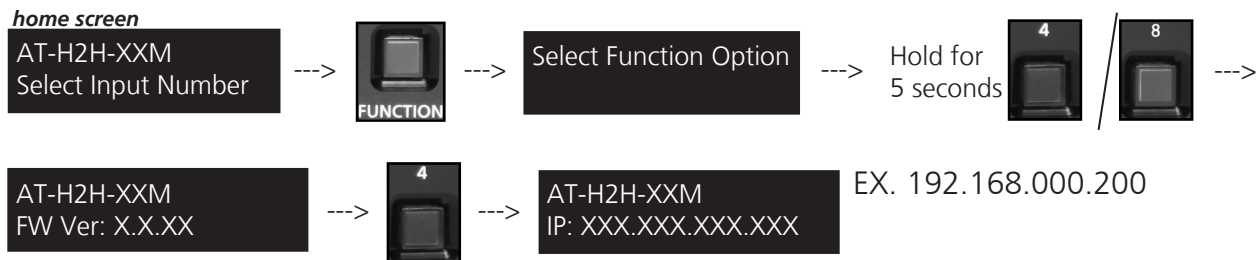 home screen
AT-H2H-XXM
Select Input Number
--->
FUNCTION
--->
Select Function Option
--->
Hold for
5 seconds
4
/
8
--->
AT-H2H-XXM
FW Ver: X.X.XX
--->
4
--->
AT-H2H-XXM
IP: XXX.XXX.XXX.XXX
EX. 192.168.000.200